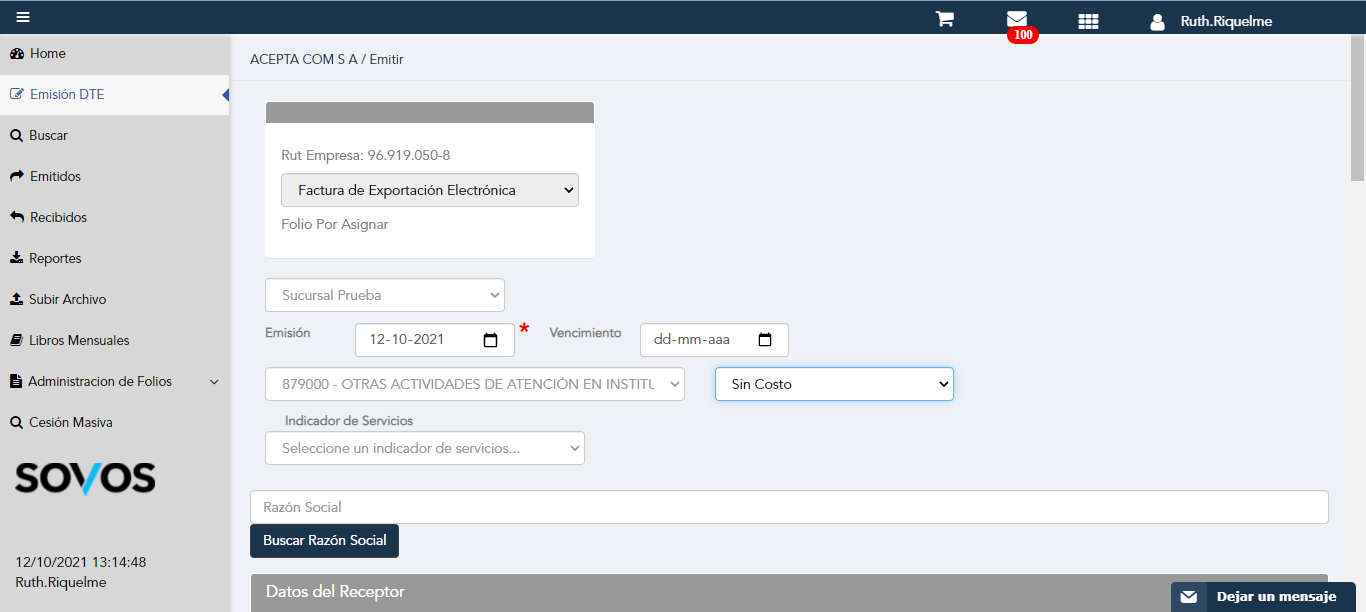 Ruth.Riquelme
100
Home
Emisión DTE
Buscar
Emitidos
Recibidos
Reportes
Subir Archivo
Libros Mensuales
Administracion de Folios
Cesión Masiva
SOVOS
12/10/2021 13:14:48
Ruth.Riquelme
ACEPTA COM S A / Emitir
Rut Empresa: 96.919.050-8
Factura de Exportación Electrónica
Folio Por Asignar
Sucursal Prueba
Emisión 12-10-2021 * Vencimiento dd-mm-aaa
879000 - OTRAS ACTIVIDADES DE ATENCIÓN EN INSTITU Sin Costo
Indicador de Servicios
Seleccione un indicador de servicios...
Razón Social
Buscar Razón Social
Datos del Receptor
Dejar un mensaje